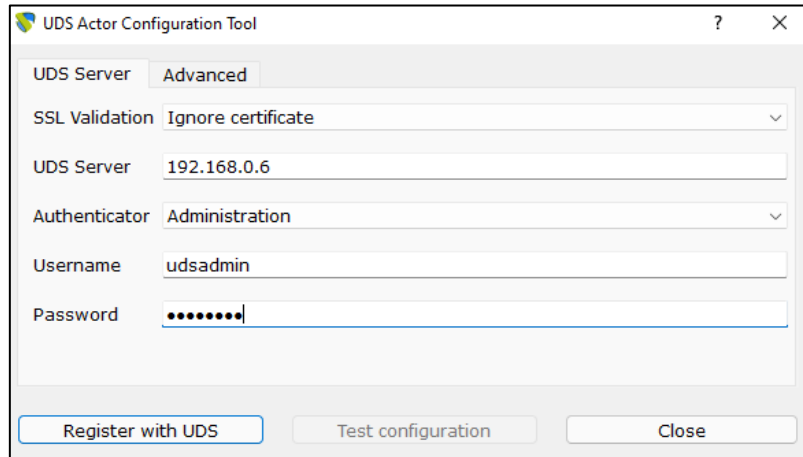 UDS Actor Configuration Tool ? ×
UDS Server Advanced
SSL Validation Ignore certificate
UDS Server 192.168.0.6
Authenticator Administration
Username udsadmin
Password ••••••••
Register with UDS Test configuration Close